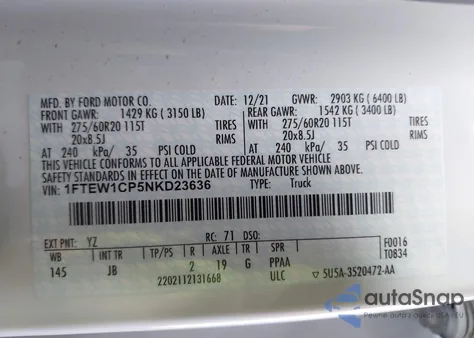 MFD. BY FORD MOTOR CO.
DATE: 12/21 GVWR: 2903 KG ( 6400 LB)
FRONT GAWR: 1429 KG ( 3150 LB) REAR GAWR: 1542 KG ( 3400 LB)
WITH 275/60R20 115T TIRES WITH 275/60R20 115T TIRES
20x8.5J RIMS 20x8.5J RIMS
AT 240 kPa/ 35 PSI COLD AT 240 kPa/ 35 PSI COLD
THIS VEHICLE CONFORMS TO ALL APPLICABLE FEDERAL MOTOR VEHICLE
SAFETY STANDARDS IN EFFECT ON THE DATE OF MANUFACTURE SHOWN ABOVE.
VIN: 1FTEW1CP5NKD23636 TYPE: Truck
EXT PNT: YZ RC: 71 DSO: F0016
WB INT TR TP/PS R AXLE TR SPR T0834
145 JB 2 19 G PPAA
2202112131668 ULC 5U5A-3520472-AA
autoSnap
Pewne auta z USA i EU